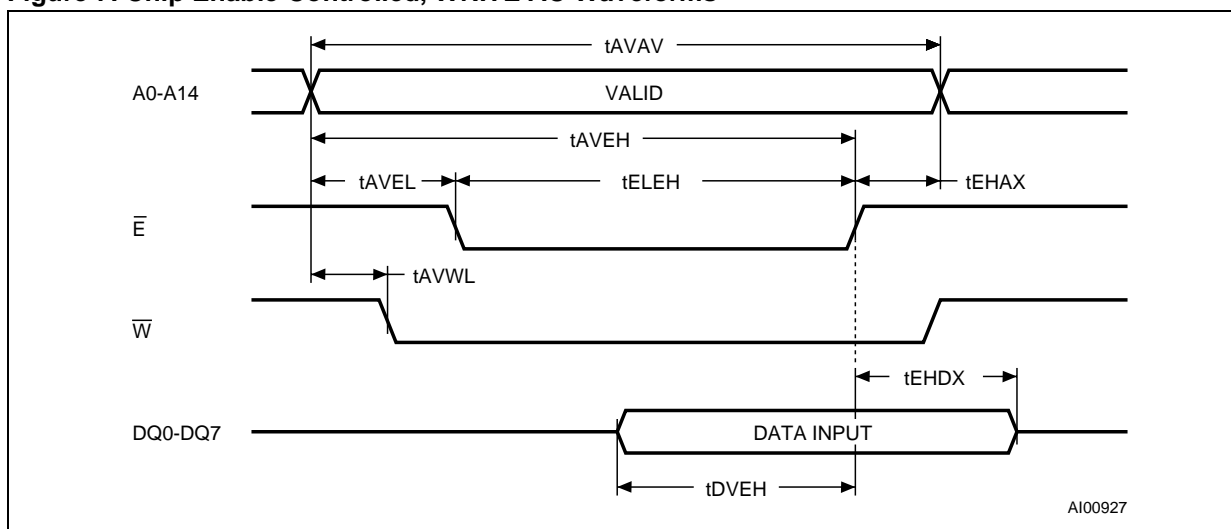 Figure Chip Enable Controlled, WRITE AC Waveforms
tAVAV
A0-A14
VALID
tAVEH
tAVEL
tELEH
tEHAX
E
tAVWL
W
tEHDX
DQ0-DQ7
DATA INPUT
tDVEH
AI00927